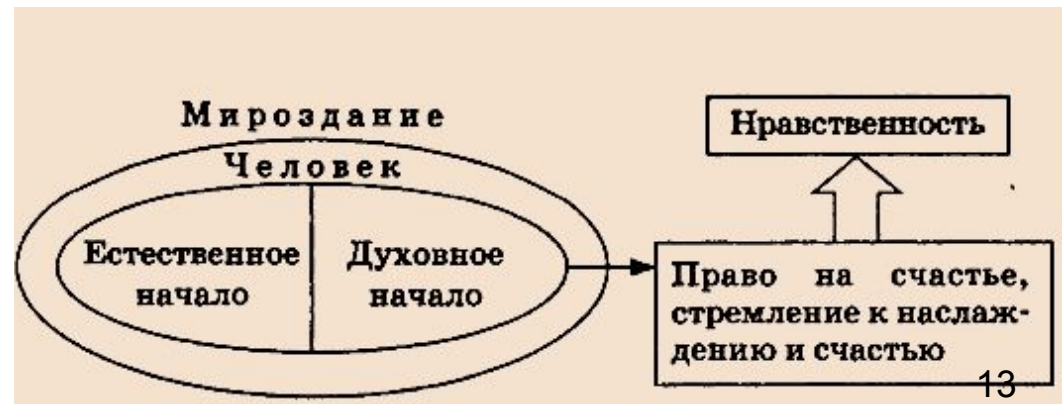 Мироздание
Человек
Естественное
начало
Духовное
начало
Нравственность
Право на счастье,
стремление к наслаж-
дению и счастью
13